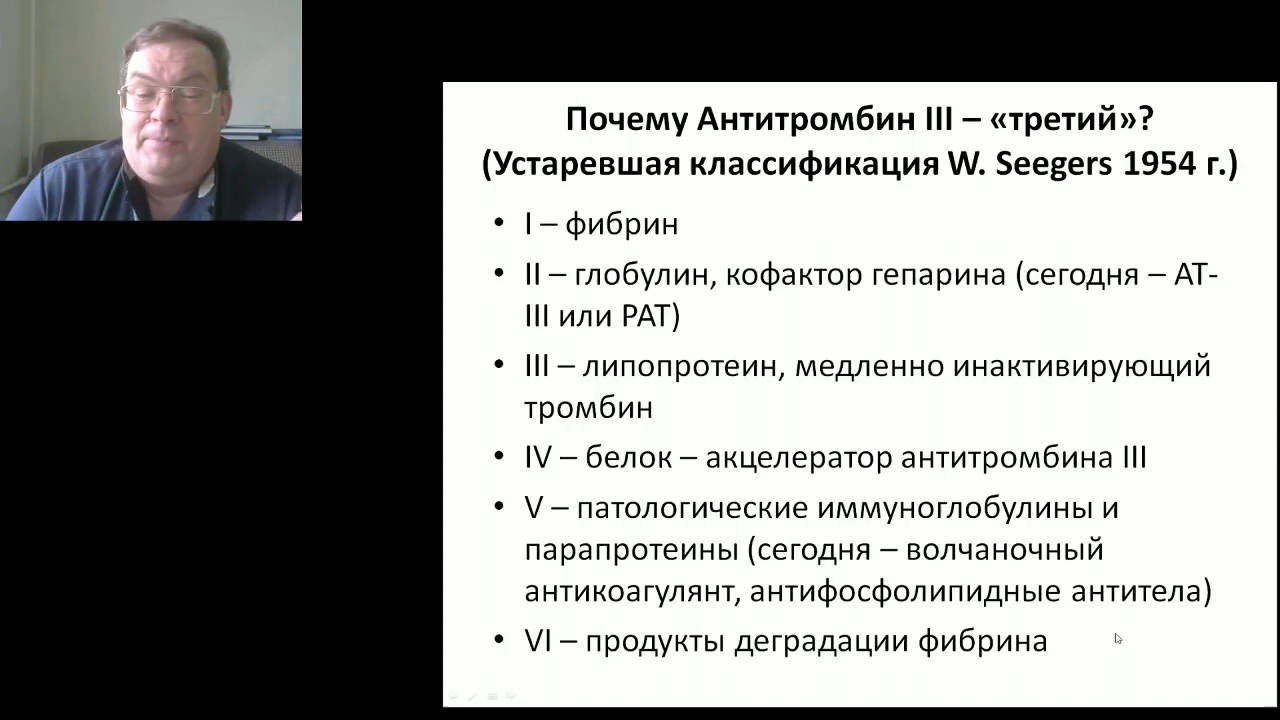 Почему Антитромбин III – «третий»?
(Устаревшая классификация W. Seegers 1954 г.)
• I – фибрин
• II – глобулин, кофактор гепарина (сегодня – АТ-
III или РАТ)
• III – липопротеин, медленно инактивирующий
тромбин
• IV – белок – акцелератор антитромбина III
• V – патологические иммуноглобулины и
парапротеины (сегодня – волчаночный
антикоагулянт, антифосфолипидные антитела)
• VI – продукты деградации фибрина